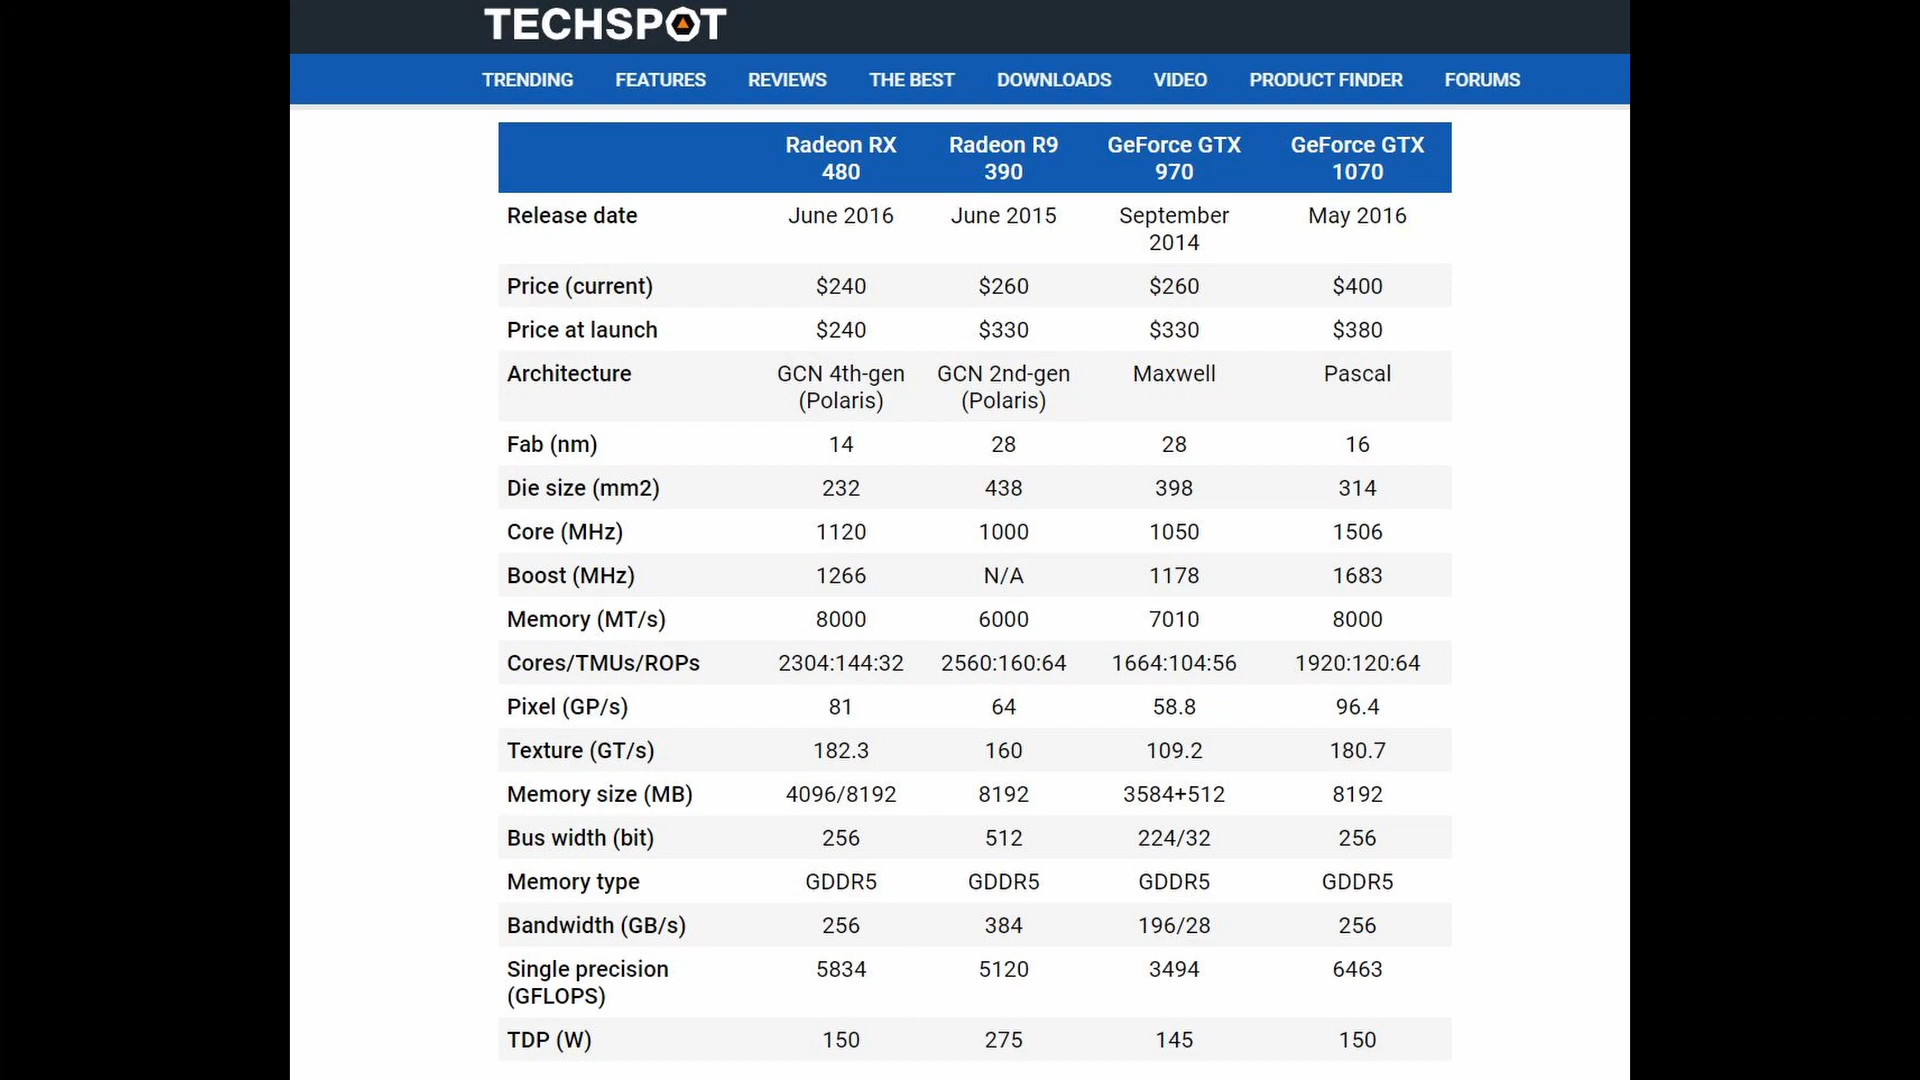 TECHSPOT
TRENDING FEATURES REVIEWS THE BEST DOWNLOADS VIDEO PRODUCT FINDER FORUMS
Radeon RX 480 Radeon R9 390 GeForce GTX 970 GeForce GTX 1070
Release date June 2016 June 2015 September 2014 May 2016
Price (current) $240 $260 $260 $400
Price at launch $240 $330 $330 $380
Architecture GCN 4th-gen (Polaris) GCN 2nd-gen (Polaris) Maxwell Pascal
Fab (nm) 14 28 28 16
Die size (mm2) 232 438 398 314
Core (MHz) 1120 1000 1050 1506
Boost (MHz) 1266 N/A 1178 1683
Memory (MT/s) 8000 6000 7010 8000
Cores/TMUs/ROPs 2304:144:32 2560:160:64 1664:104:56 1920:120:64
Pixel (GP/s) 81 64 58.8 96.4
Texture (GT/s) 182.3 160 109.2 180.7
Memory size (MB) 4096/8192 8192 3584+512 8192
Bus width (bit) 256 512 224/32 256
Memory type GDDR5 GDDR5 GDDR5 GDDR5
Bandwidth (GB/s) 256 384 196/28 256
Single precision (GFLOPS) 5834 5120 3494 6463
TDP (W) 150 275 145 150